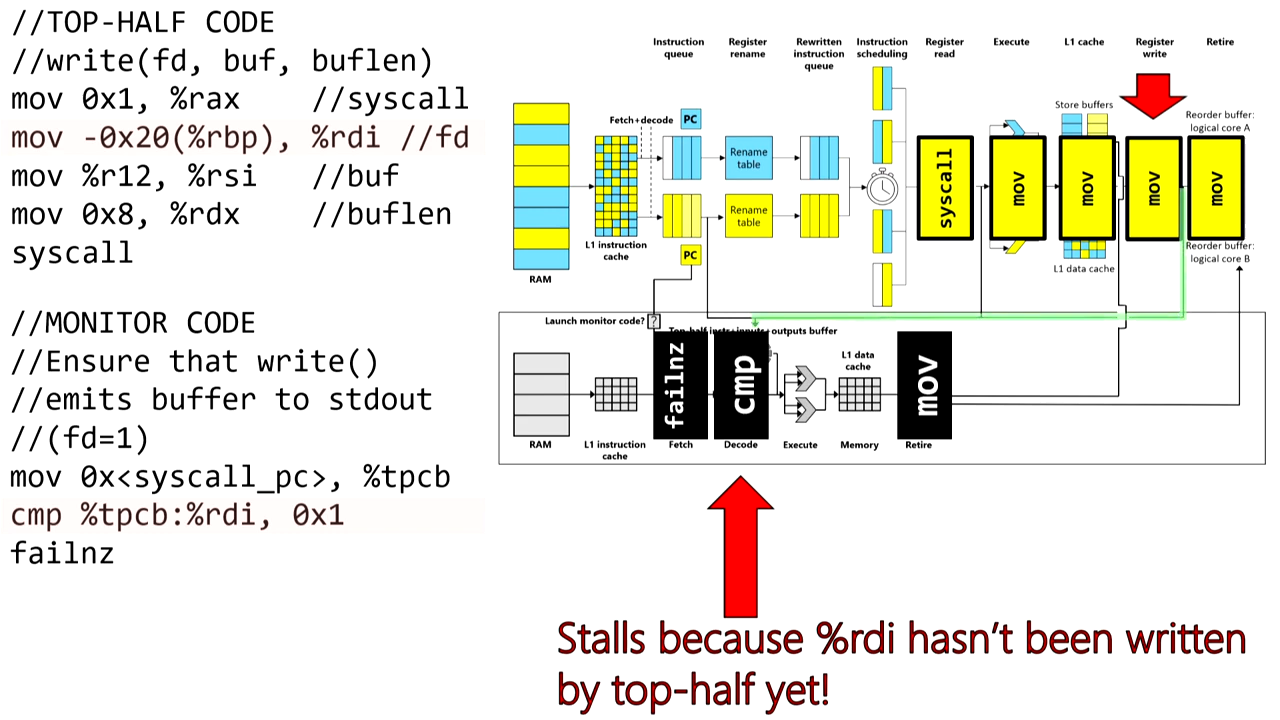 //TOP-HALF CODE
//write(fd, buf, buflen)
mov 0x1, %rax //syscall
mov -0x20(%rbp), %rdi //fd
mov %r12, %rsi //buf
mov 0x8, %rdx //buflen
syscall
//MONITOR CODE
//Ensure that write()
//emits buffer to stdout
//(fd=1)
mov 0x<syscall_pc>, %tpcb
cmp %tpcb:%rdi, 0x1
failnz
Instruction
queue
Register
rename
Rewritten
instruction
queue
Instruction
scheduling
Register
read
Execute
L1 cache
Register
write
Retire
Store buffers
Reorder buffer:
logical core A
Fetch+decode
PC
Rename
table
syscall
mov
mov
mov
mov
Rename
table
L1 instruction
cache
PC
RAM
L1 data cache
Reorder buffer:
logical core B
Launch monitor code?
?
outputs buffer
failnz
cmp
L1 data
cache
mov
RAM
L1 instruction
cache
Fetch
Decode
Execute
Memory
Retire
Stalls because %rdi hasn't been written
by top-half yet!